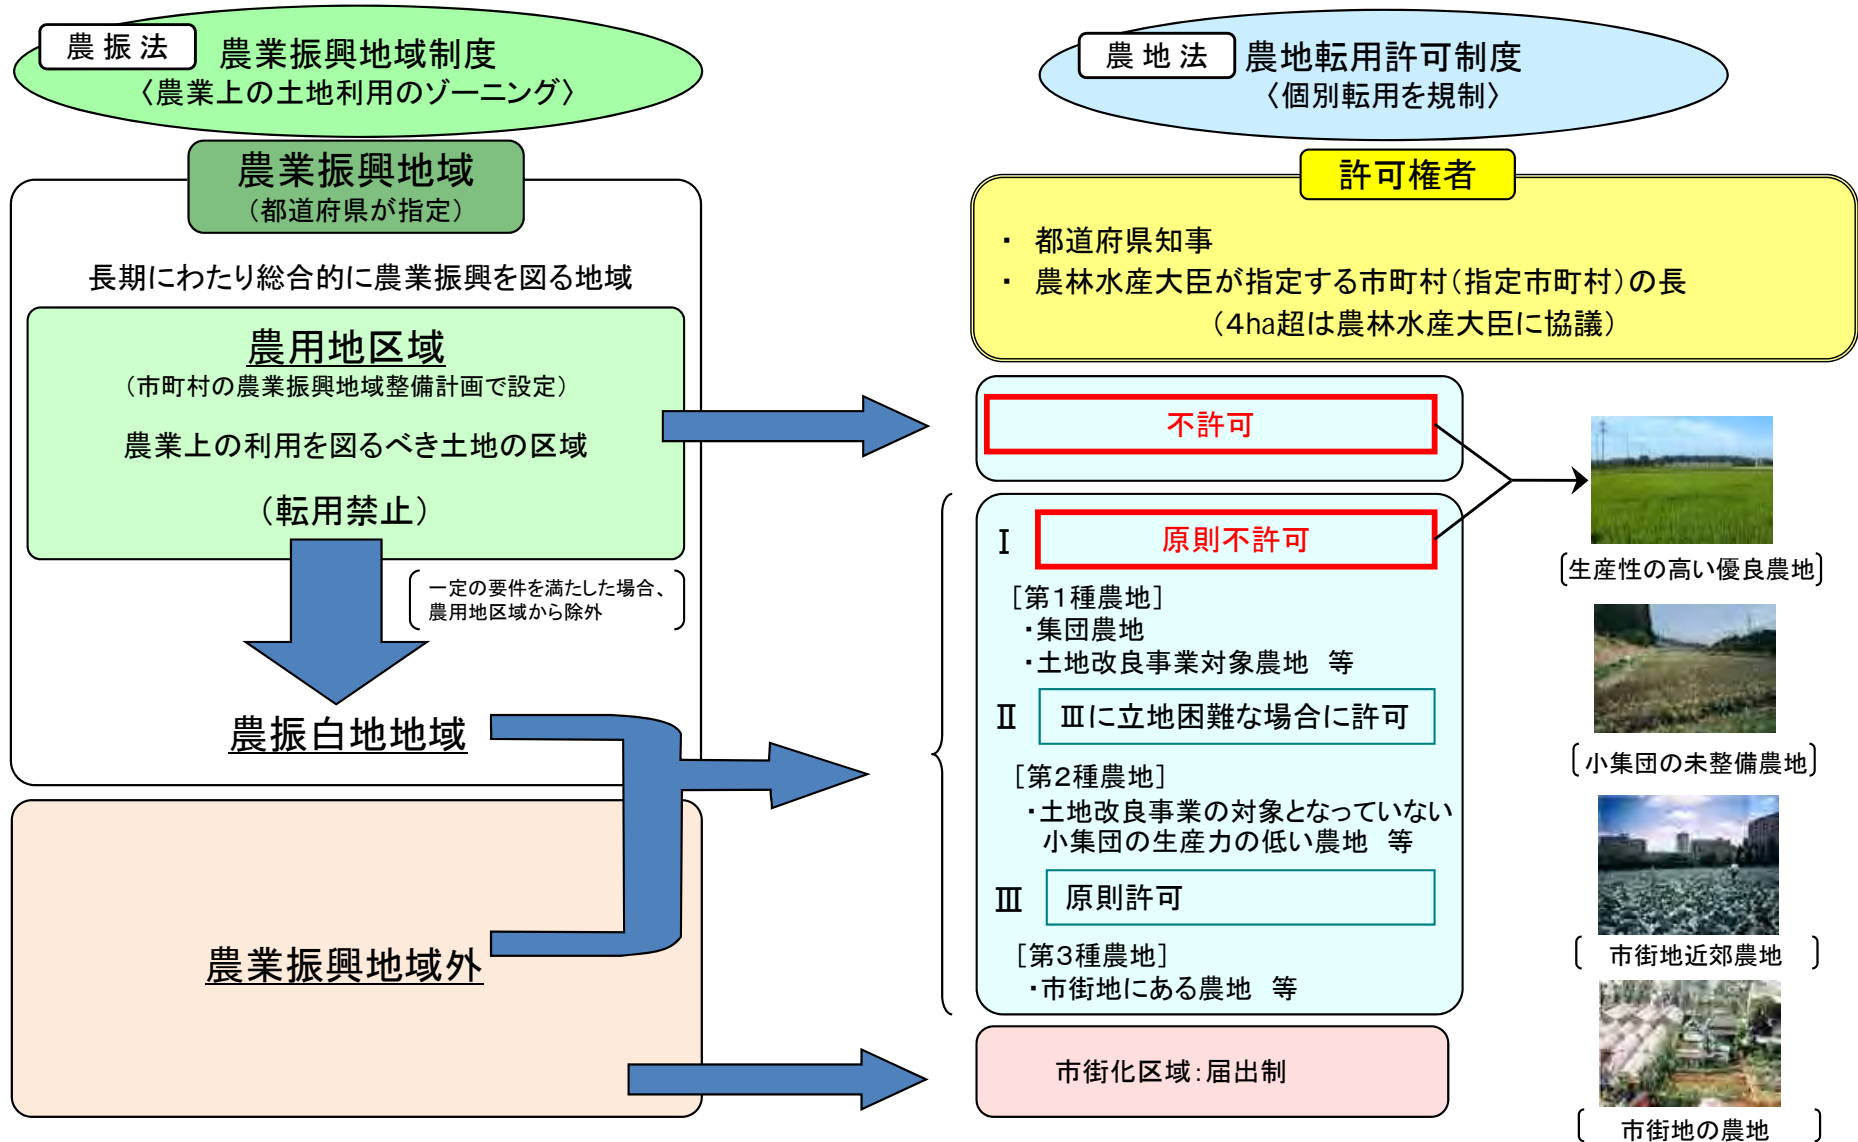 農振法
農業振興地域制度
〈農業上の土地利用のゾーニング〉
農業振興地域
(都道府県が指定)
長期にわたり総合的に農業振興を図る地域
農用地区域
(市町村の農業振興地域整備計画で設定)
農業上の利用を図るべき土地の区域
(転用禁止)
一定の要件を満たした場合、
農用地区域から除外
農振白地地域
農業振興地域外
農地法
農地転用許可制度
〈個別転用を規制〉
許可権者
・ 都道府県知事
・ 農林水産大臣が指定する市町村(指定市町村)の長
(4ha超は農林水産大臣に協議)
不許可
Ⅰ 原則不許可
[第1種農地]
・集団農地
・土地改良事業対象農地 等
Ⅱ Ⅲに立地困難な場合に許可
[第2種農地]
・土地改良事業の対象となっていない
小集団の生産力の低い農地 等
Ⅲ 原則許可
[第3種農地]
・市街地にある農地 等
市街化区域:届出制
〔生産性の高い優良農地〕
〔小集団の未整備農地〕
〔市街地近郊農地〕
〔市街地の農地〕